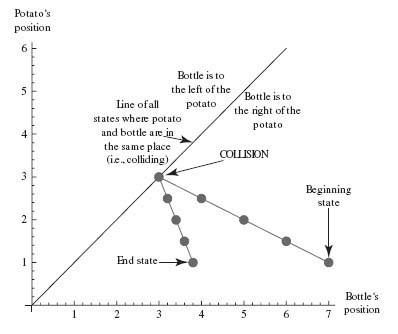 Potato's
position
6
5
4
3
2
1
Bottle is to
the left of the
potato
Bottle is to
the right of the
potato
Line of all
states where potato
and bottle are in
the same place
(i.e., colliding)
COLLISION
Beginning
state
End state
1 2 3 4 5 6 7
Bottle's
position